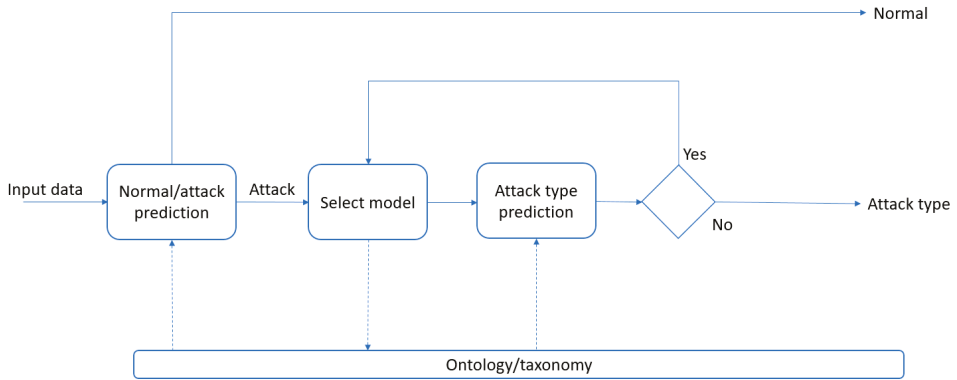 Normal
Yes
Input data
Normal/attack
prediction
Attack
Select model
Attack type
prediction
No
Attack type
Ontology/taxonomy